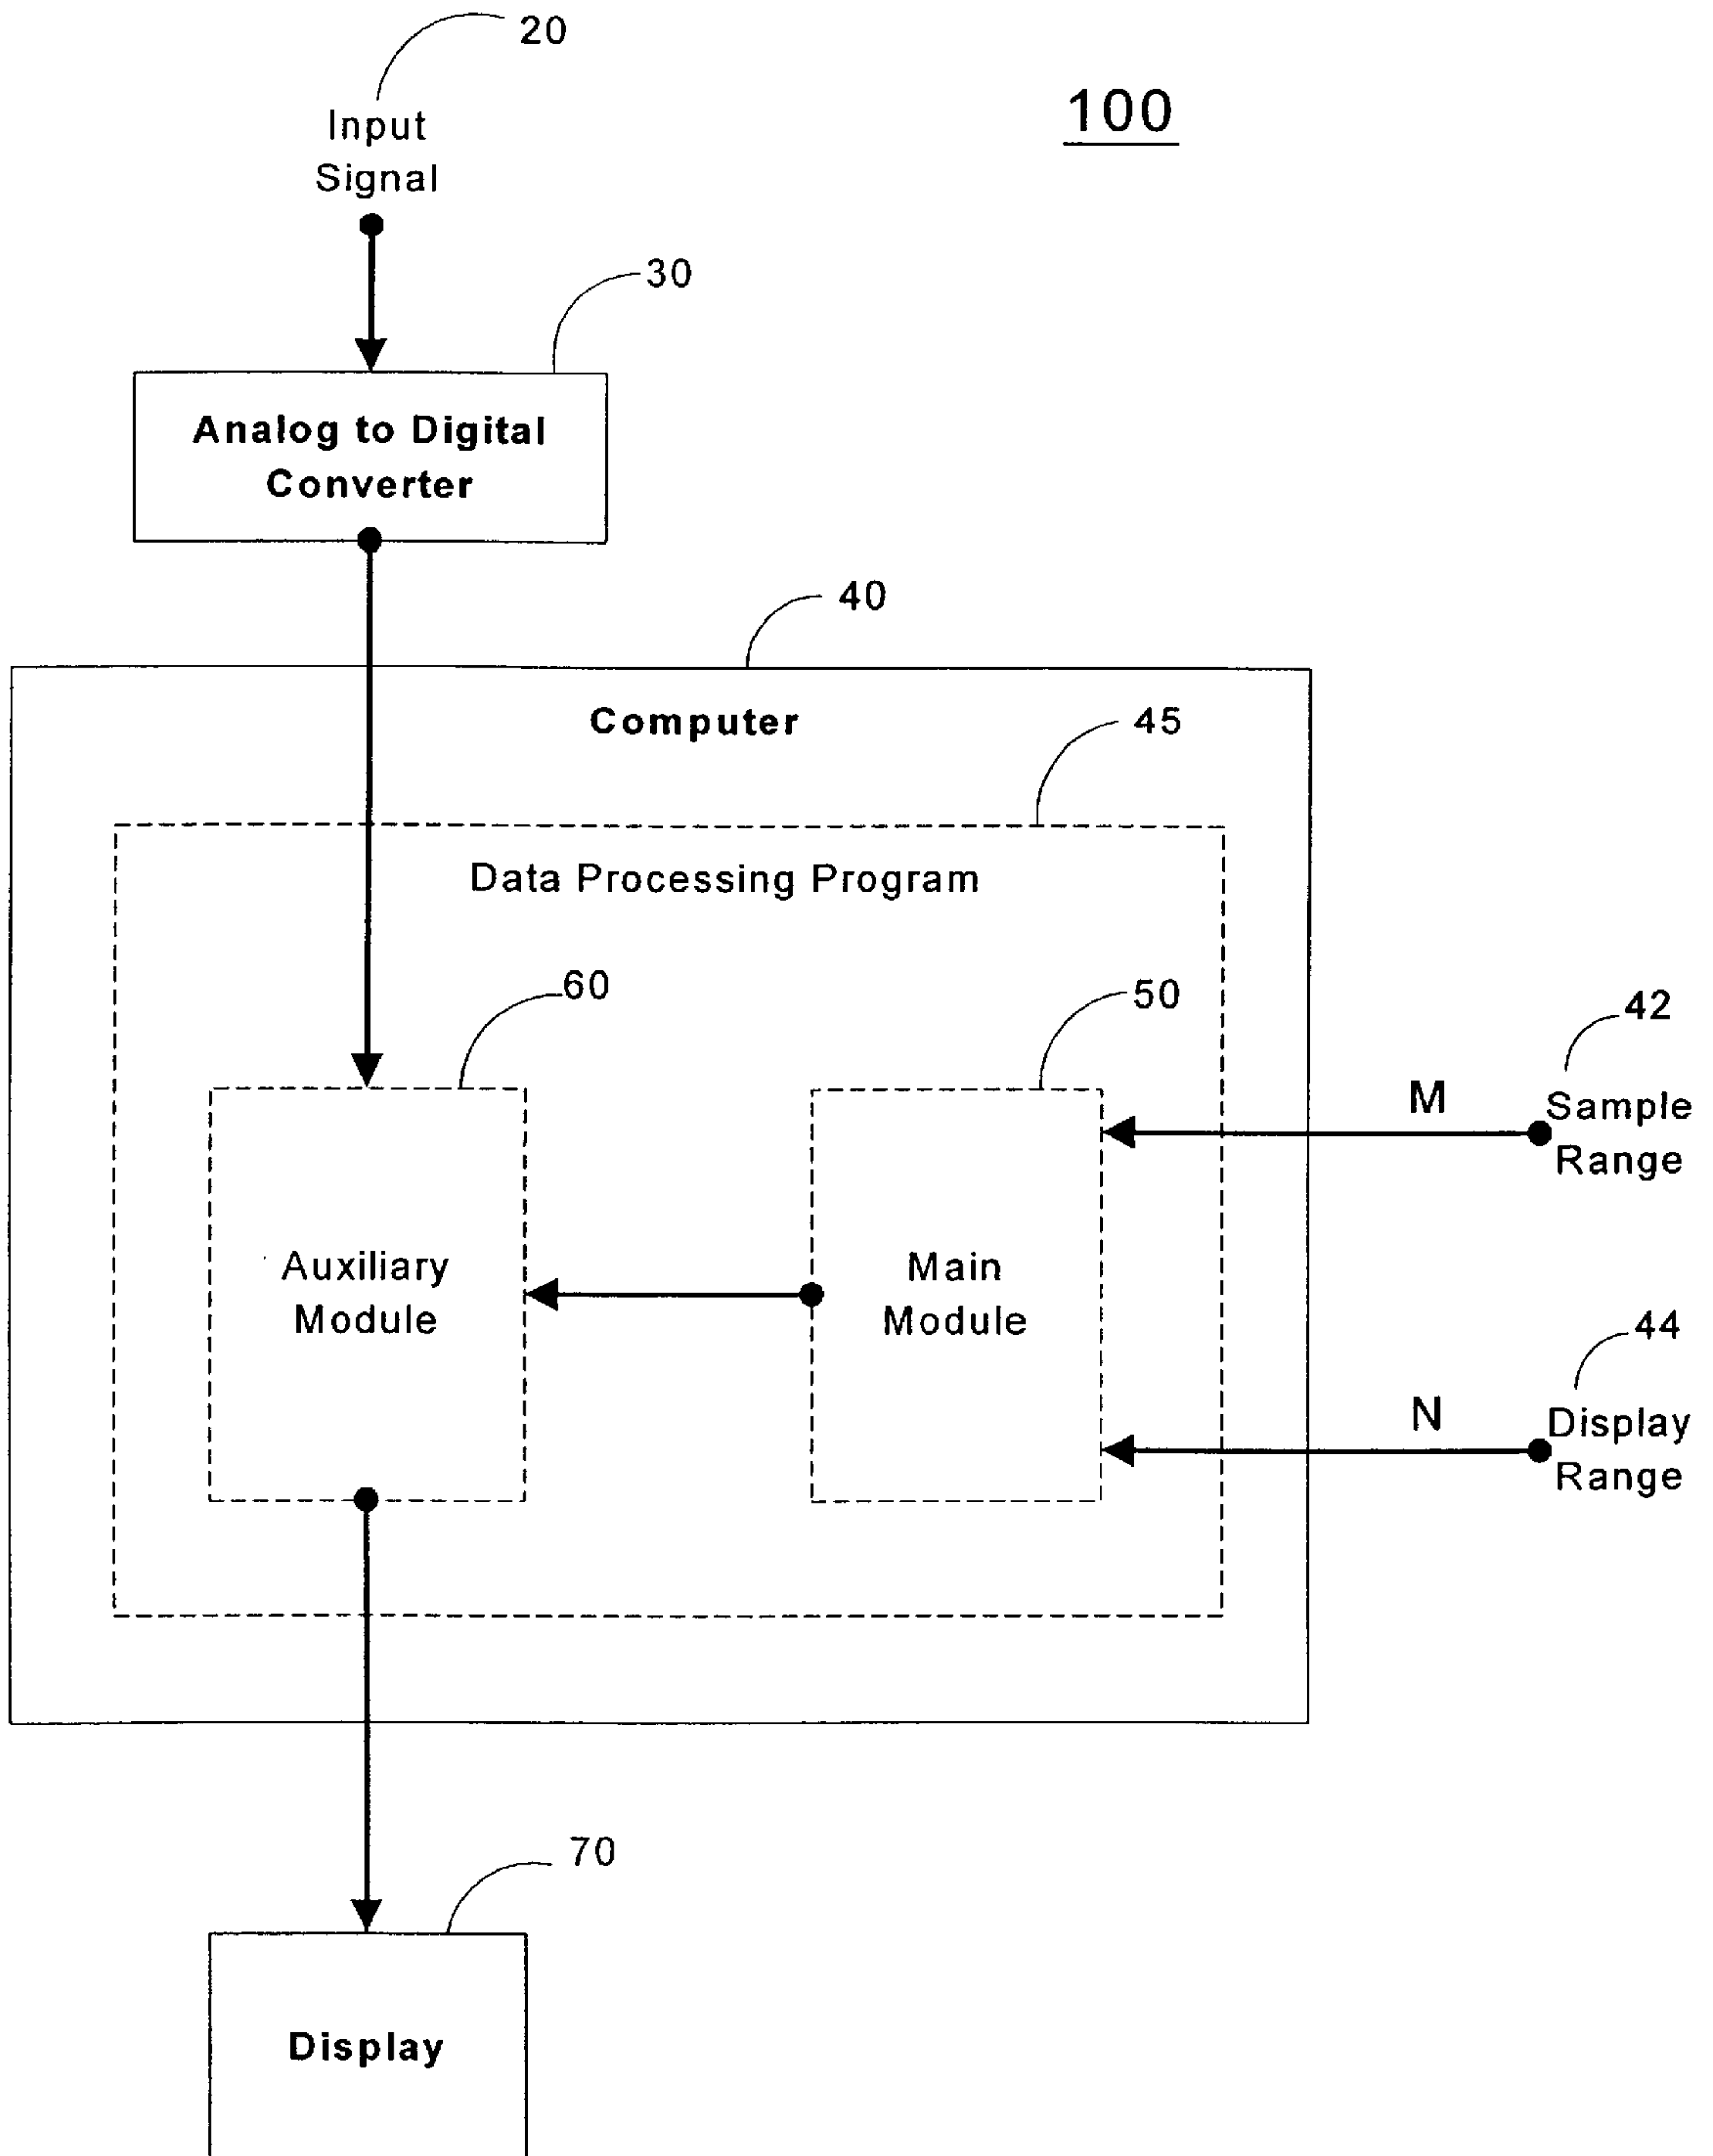 20
100
Input
Signal
30
Analog to Digital
Converter
40
Computer
45
Data Processing Program
60
50
42
M
Sample
Range
Auxiliary
Module
Main
Module
44
N
Display
Range
70
Display